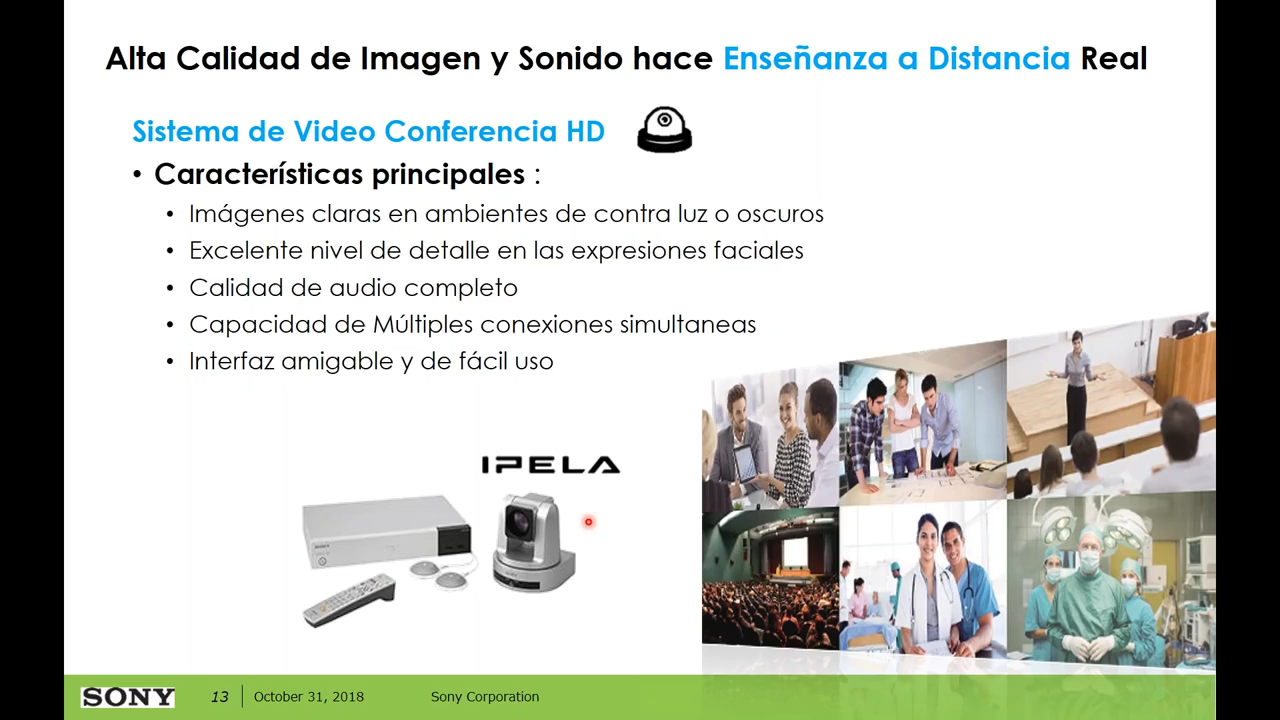 Alta Calidad de Imagen y Sonido hace Enseñanza a Distancia Real
Sistema de Video Conferencia HD
• Características principales :
• Imágenes claras en ambientes de contra luz o oscuros
• Excelente nivel de detalle en las expresiones faciales
• Calidad de audio completo
• Capacidad de Múltiples conexiones simultaneas
• Interfaz amigable y de fácil uso
IPELA
SONY 13 October 31, 2018 Sony Corporation